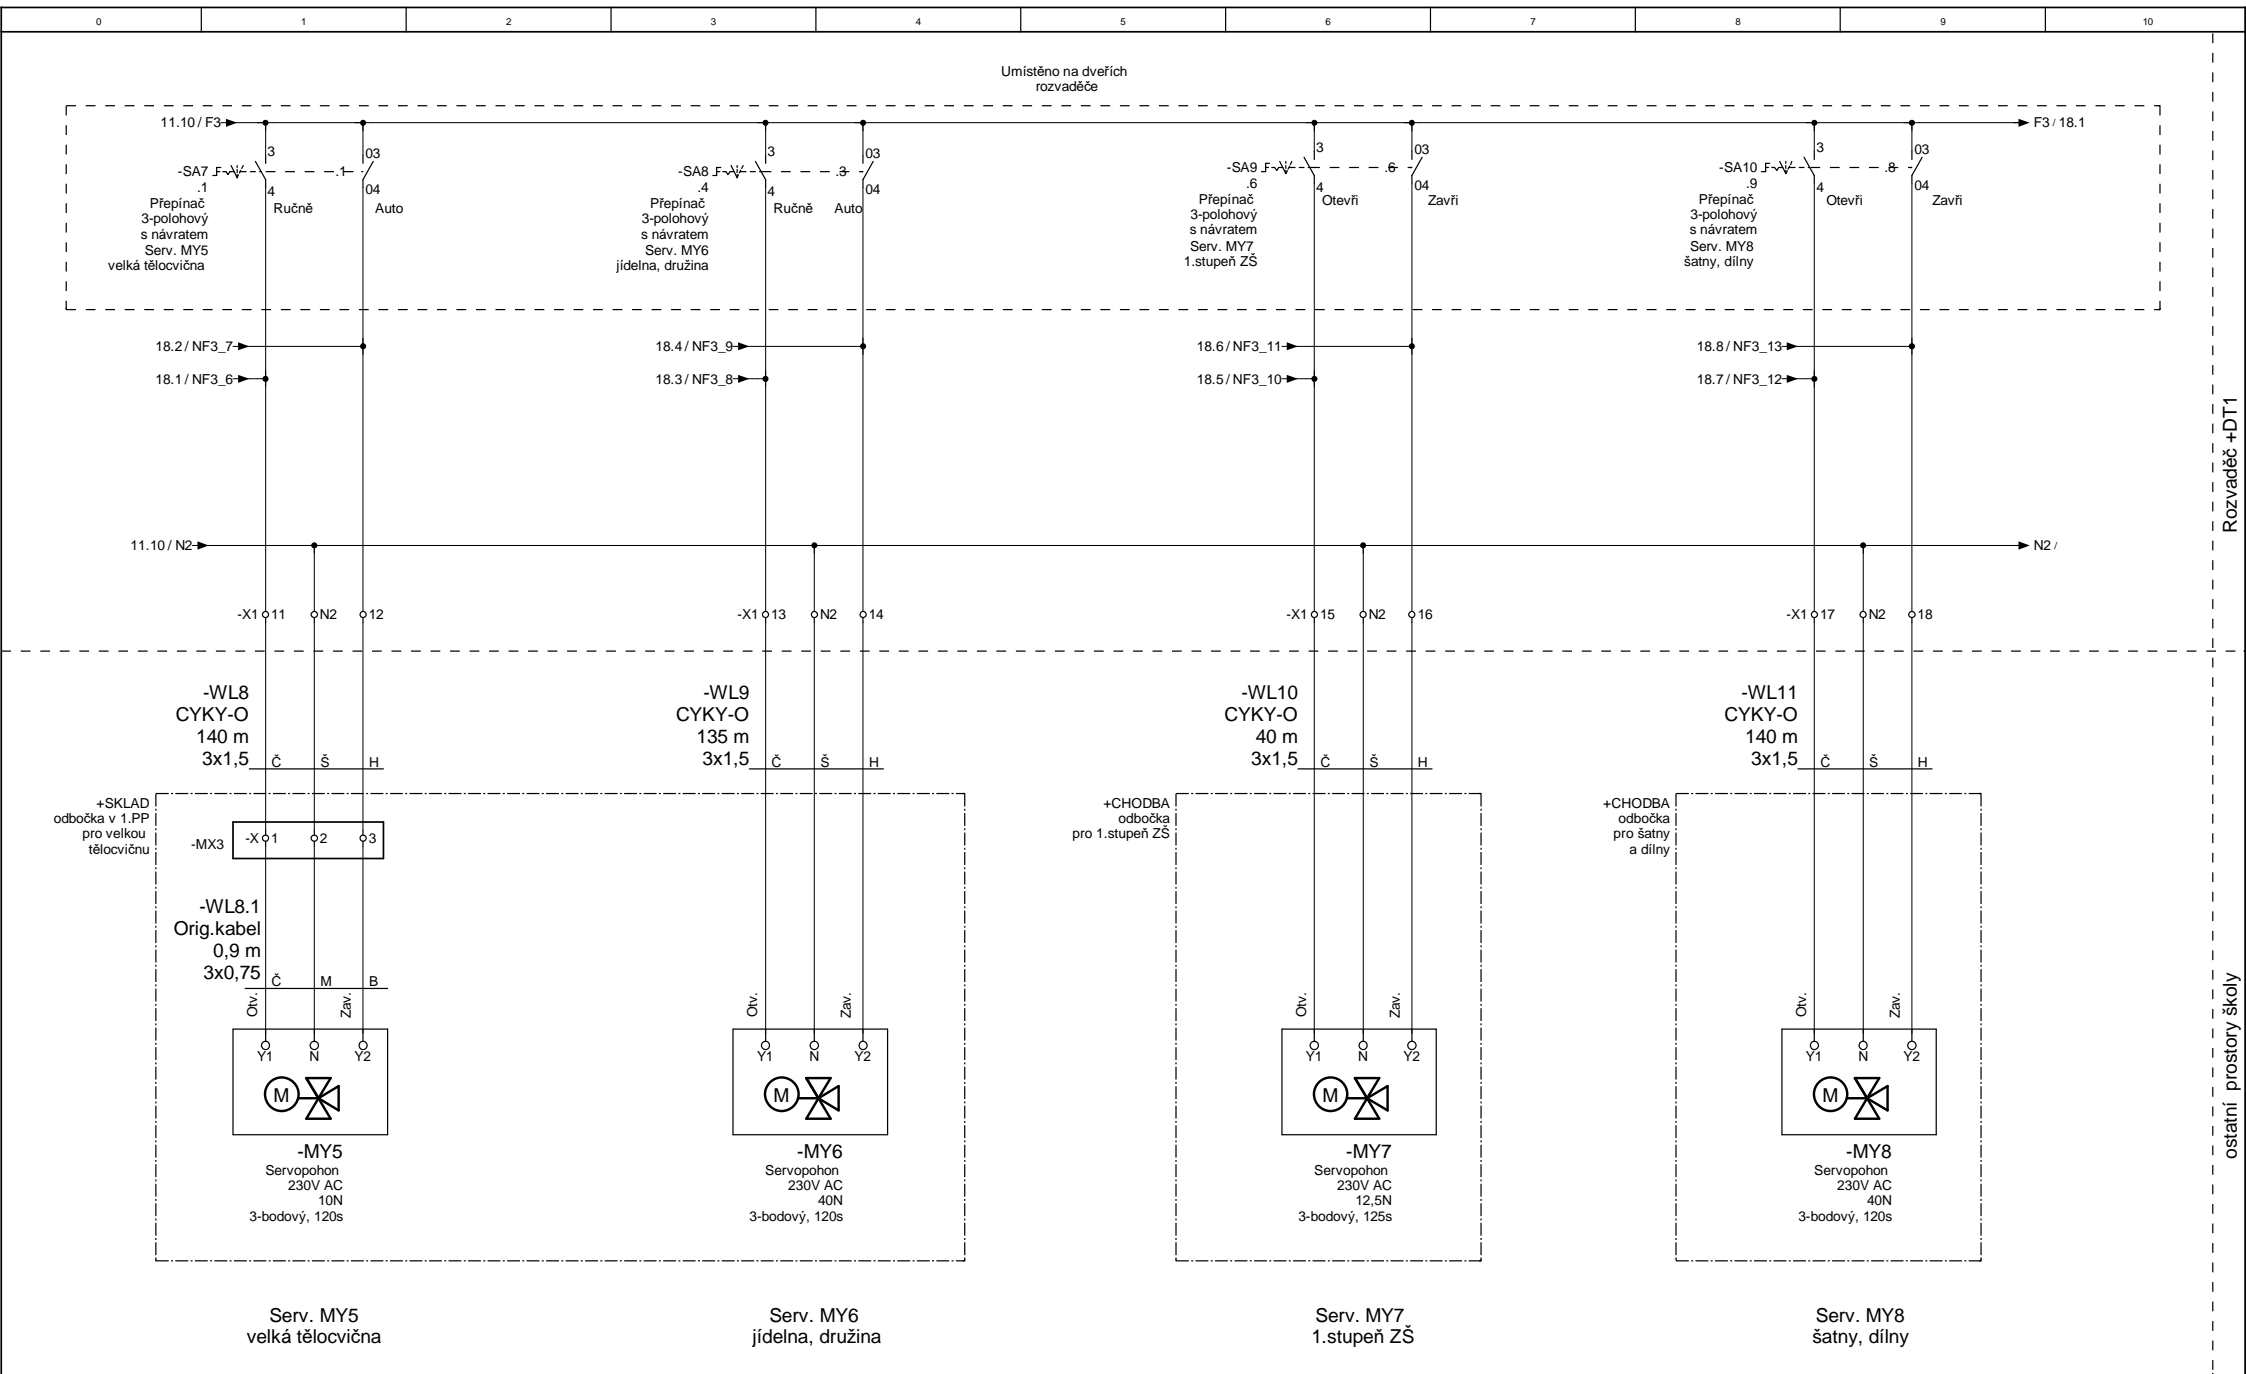 0 1 2 3 4 5 6 7 8 9 10
Umístěno na dveřích
rozvaděče
11.10 / F3
F3 / 18.1
3
03
-SA7
.1
.1
4
04
Přepínač
3-polohový
s návratem
Serv. MY5
velká tělocvična
Ručně
Auto
3
03
-SA8
.3
.4
4
04
Přepínač
3-polohový
s návratem
Serv. MY6
jídelna, družina
Ručně
Auto
3
03
-SA9
.6
.6
4
04
Přepínač
3-polohový
s návratem
Serv. MY7
1.stupeň ZŠ
Otevři
Zavři
3
03
-SA10
.8
.9
4
04
Přepínač
3-polohový
s návratem
Serv. MY8
šatny, dílny
Otevři
Zavři
18.2 / NF3_7
18.4 / NF3_9
18.6 / NF3_11
18.8 / NF3_13
18.1 / NF3_6
18.3 / NF3_8
18.5 / NF3_10
18.7 / NF3_12
Rozvaděč +DT1
11.10 / N2
N2 /
-X1 11 N2 12
-X1 13 N2 14
-X1 15 N2 16
-X1 17 N2 18
-WL8
CYKY-O
140 m
3x1,5 Č Š H
-WL9
CYKY-O
135 m
3x1,5 Č Š H
-WL10
CYKY-O
40 m
3x1,5 Č Š H
-WL11
CYKY-O
140 m
3x1,5 Č Š H
+SKLAD
odbočka v 1.PP
pro velkou
tělocvičnu
-MX3
-X 1 2 3
+CHODBA
odbočka
pro 1.stupeň ZŠ
+CHODBA
odbočka
pro šatny
a dílny
-WL8.1
Orig.kabel
0,9 m
3x0,75 Č M B
Otv. Zav.
Otv. Zav.
Otv. Zav.
Otv. Zav.
ostatní prostory školy
Y1 N Y2
M
-MY5
Servopohon
230V AC
10N
3-bodový, 120s
Y1 N Y2
M
-MY6
Servopohon
230V AC
40N
3-bodový, 120s
Y1 N Y2
M
-MY7
Servopohon
230V AC
12,5N
3-bodový, 125s
Y1 N Y2
M
-MY8
Servopohon
230V AC
40N
3-bodový, 120s
Serv. MY5
velká tělocvična
Serv. MY6
jídelna, družina
Serv. MY7
1.stupeň ZŠ
Serv. MY8
šatny, dílny